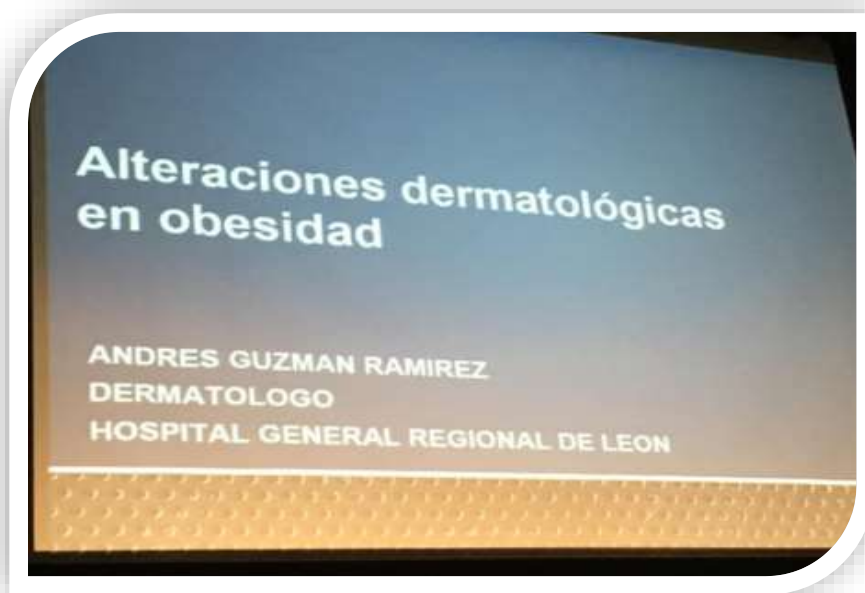 Alteraciones dermatológicas
en obesidad
ANDRES GUZMAN RAMIREZ
DERMATOLOGO
HOSPITAL GENERAL REGIONAL DE LEON